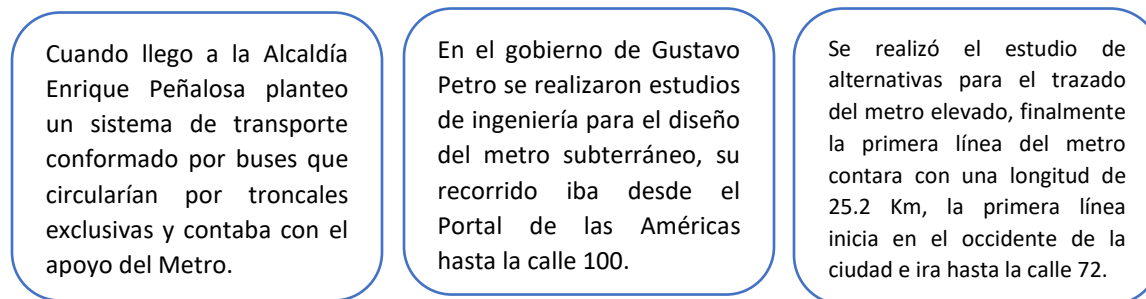 Cuando llego a la Alcaldía
Enrique Peñalosa planteo
un sistema de transporte
conformado por buses que
circularían por troncales
exclusivas y contaba con el
apoyo del Metro.
En el gobierno de Gustavo
Petro se realizaron estudios
de ingeniería para el diseño
del metro subterráneo, su
recorrido iba desde el
Portal de las Américas
hasta la calle 100.
Se realizó el estudio de
alternativas para el trazado
del metro elevado, finalmente
la primera línea del metro
contara con una longitud de
25.2 Km, la primera línea
inicia en el occidente de la
ciudad e ira hasta la calle 72.